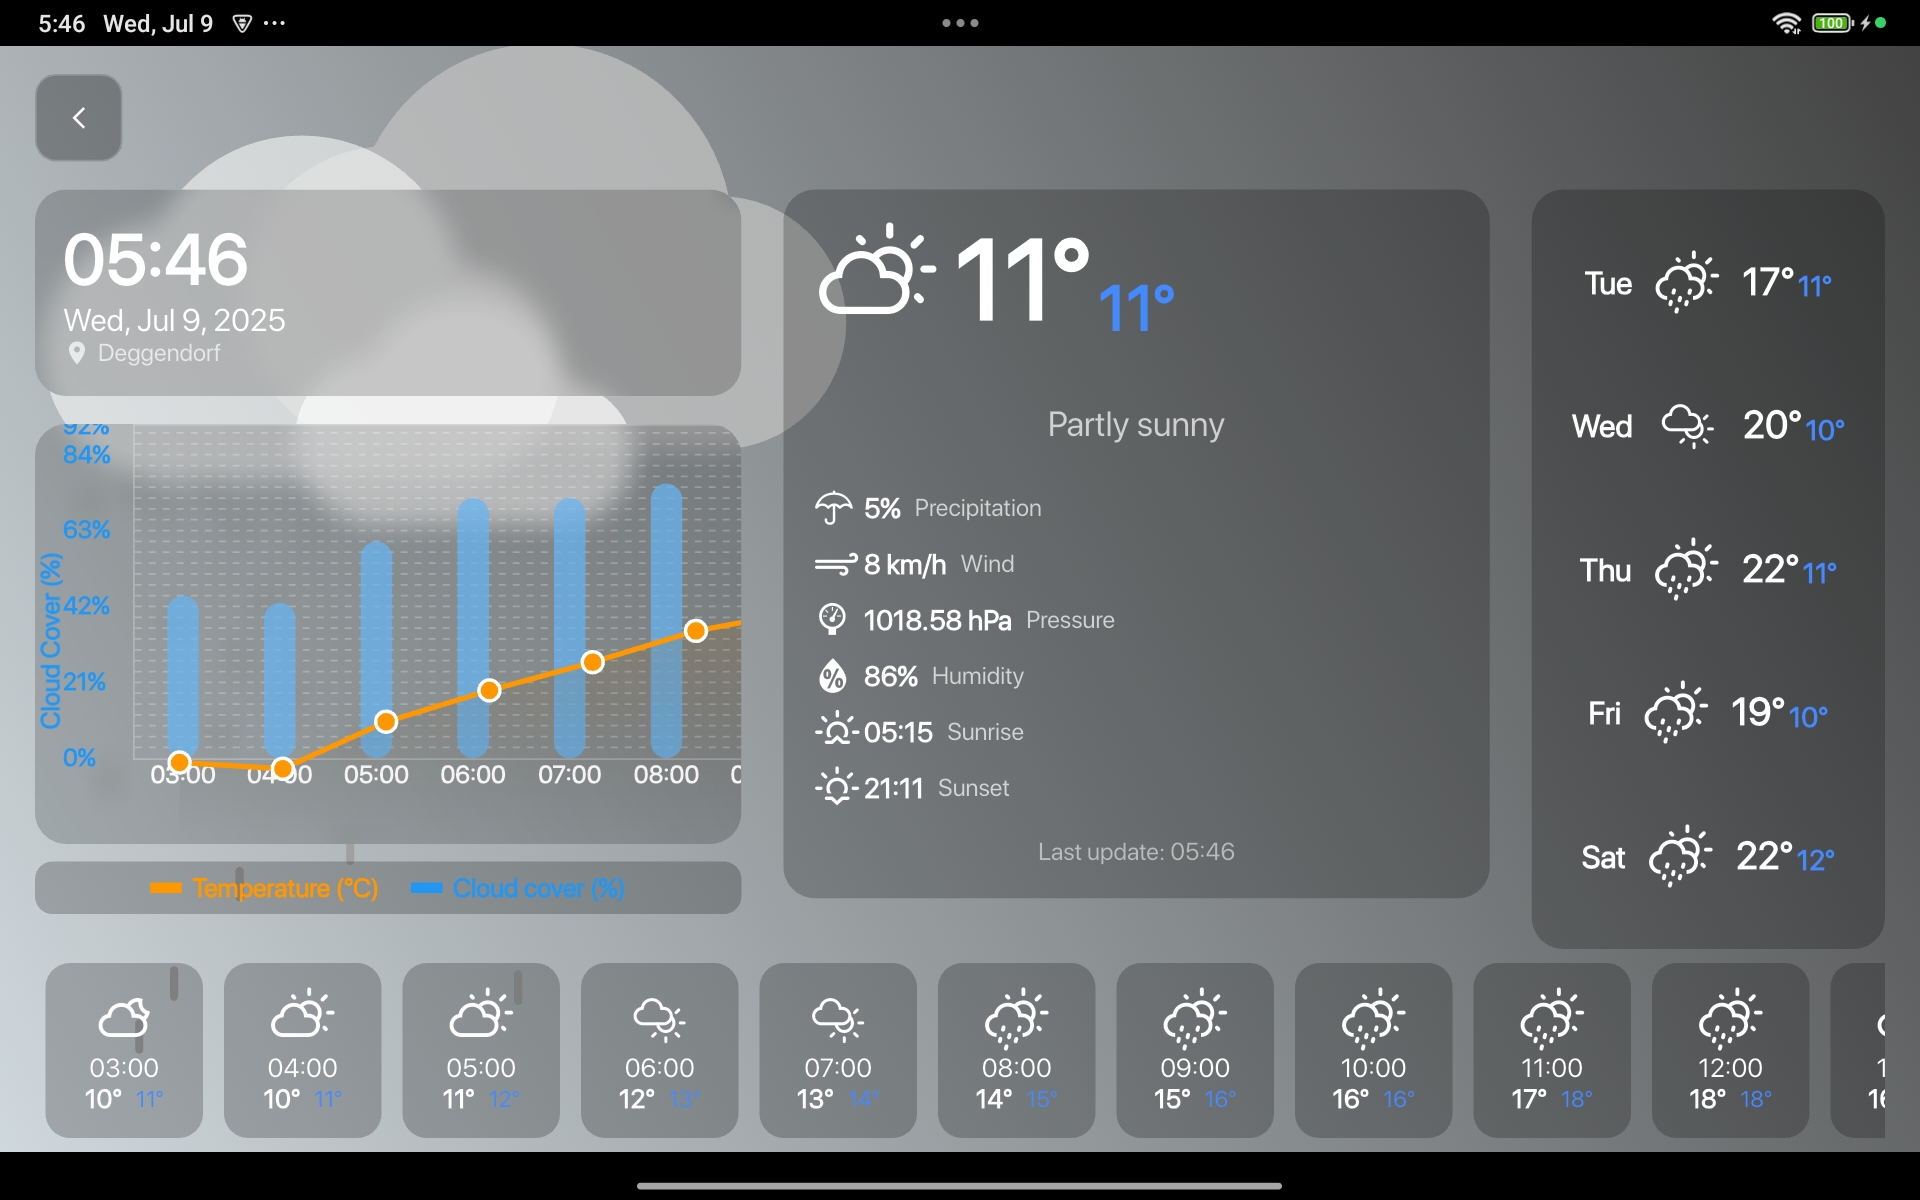 5:46 Wed, Jul 9
100
05:46
Wed, Jul 9, 2025
Deggendorf
92%
84%
63%
42%
21%
0%
Cloud Cover (%)
03:00 04:00 05:00 06:00 07:00 08:00
Temperature (°C) Cloud cover (%)
11° 11°
Partly sunny
5% Precipitation
8 km/h Wind
1018.58 hPa Pressure
86% Humidity
05:15 Sunrise
21:11 Sunset
Last update: 05:46
Tue 17° 11°
Wed 20° 10°
Thu 22° 11°
Fri 19° 10°
Sat 22° 12°
03:00
10° 11°
04:00
10° 11°
05:00
11° 12°
06:00
12° 13°
07:00
13° 14°
08:00
14° 15°
09:00
15° 16°
10:00
16° 16°
11:00
17° 18°
12:00
18° 18°